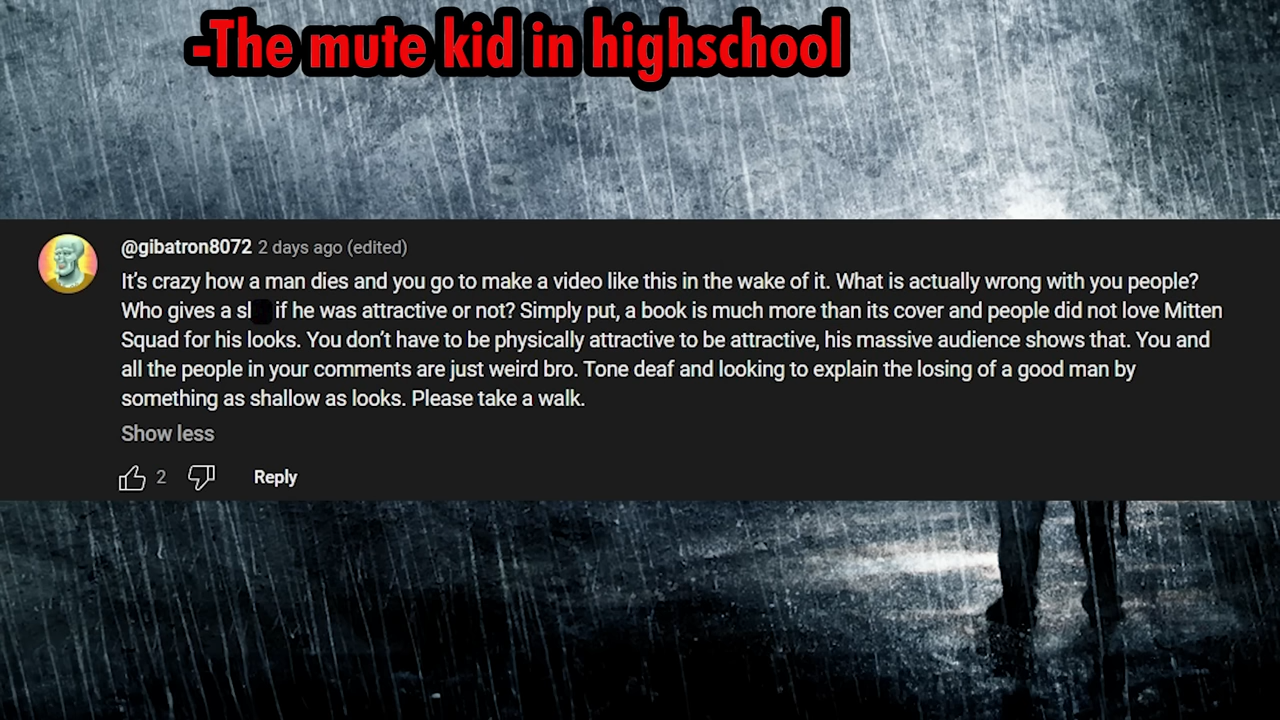 -The mute kid in highschool
@gibatron8072 2 days ago (edited)
It's crazy how a man dies and you go to make a video like this in the wake of it. What is actually wrong with you people?
Who gives a sh if he was attractive or not? Simply put, a book is much more than its cover and people did not love Mitten
Squad for his looks. You don't have to be physically attractive to be attractive, his massive audience shows that. You and
all the people in your comments are just weird bro. Tone deaf and looking to explain the losing of a good man by
something as shallow as looks. Please take a walk.
Show less
2 Reply